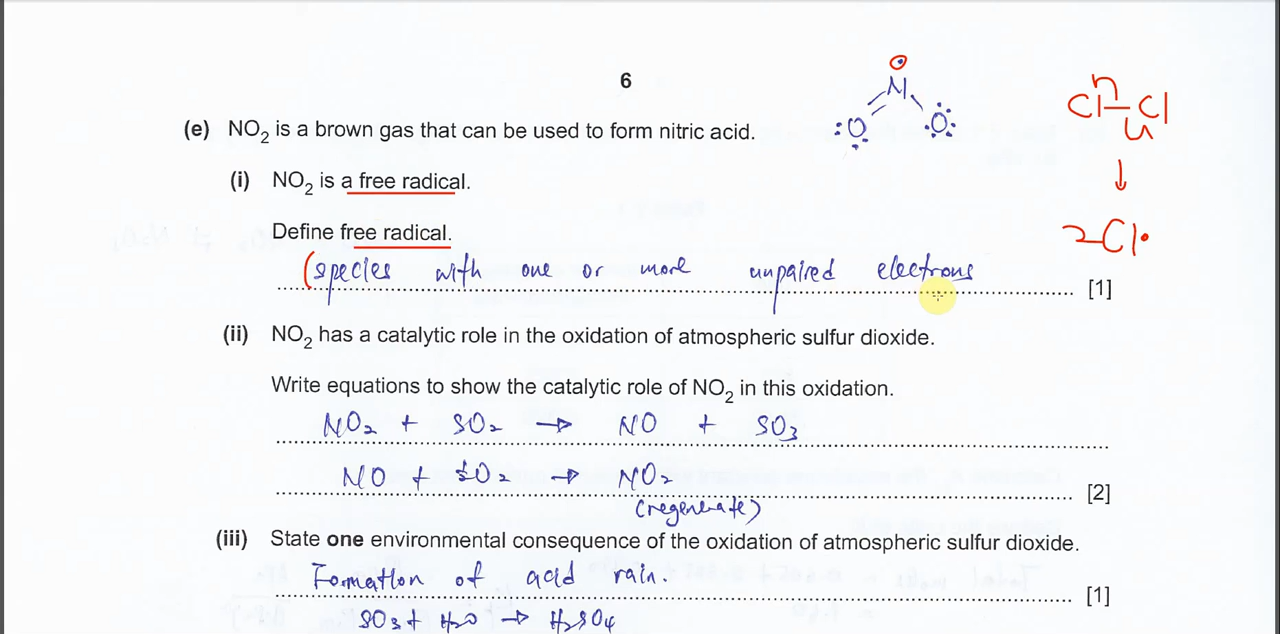 6
(e) NO₂ is a brown gas that can be used to form nitric acid.
(i) NO₂ is a free radical.
Define free radical.
(species with one or more unpaired electrons
[1]
(ii) NO₂ has a catalytic role in the oxidation of atmospheric sulfur dioxide.
Write equations to show the catalytic role of NO₂ in this oxidation.
NO₂ + SO₂ → NO + SO₃
NO + ½O₂ → NO₂
[2]
(regenerate)
(iii) State one environmental consequence of the oxidation of atmospheric sulfur dioxide.
Formation of acid rain.
[1]
SO₃ + H₂O → H₂SO₄
N
:O O
Cl–Cl
↓
2Cl•